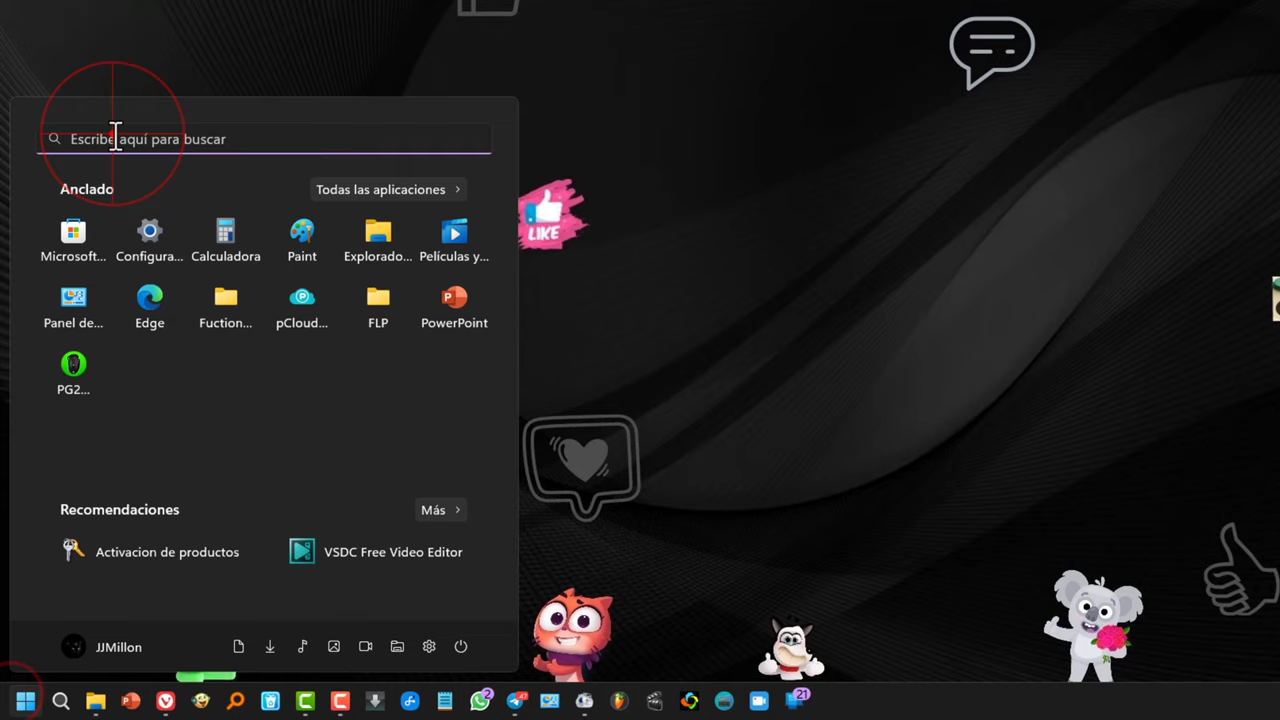 Escribe aquí para buscar
Anclado
Todas las aplicaciones
Microsoft...
Configura...
Calculadora
Paint
Explorado...
Películas y...
Panel de...
Edge
Fuction...
pCloud...
FLP
PowerPoint
PG2...
LIKE
Recomendaciones
Más
Activacion de productos
VSDC Free Video Editor
JJMillon
2
47
21